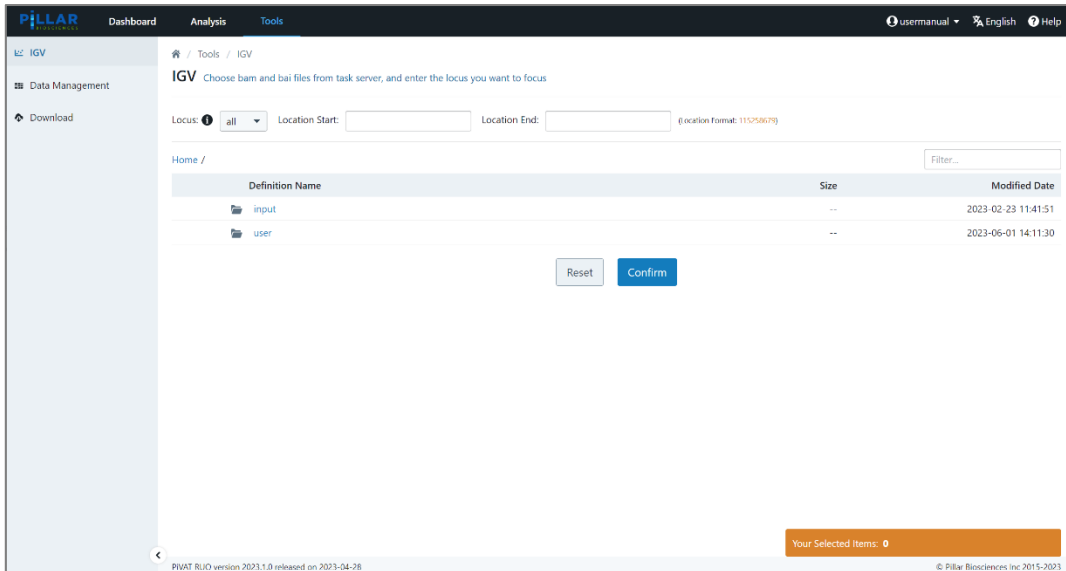 PiLLAR Dashboard Analysis Tools usermanual English Help
BIOSCIENCES
IGV
Data Management
Download
/ Tools / IGV
IGV Choose bam and bai files from task server, and enter the locus you want to focus
Locus: all Location Start: Location End: (Location Format: 115258679)
Home / Filter...
Definition Name Size Modified Date
input -- 2023-02-23 11:41:51
user -- 2023-06-01 14:11:30
Reset Confirm
Your Selected Items: 0
PiVAT RUO version 2023.1.0 released on 2023-04-28 © Pillar Biosciences Inc 2015-2023